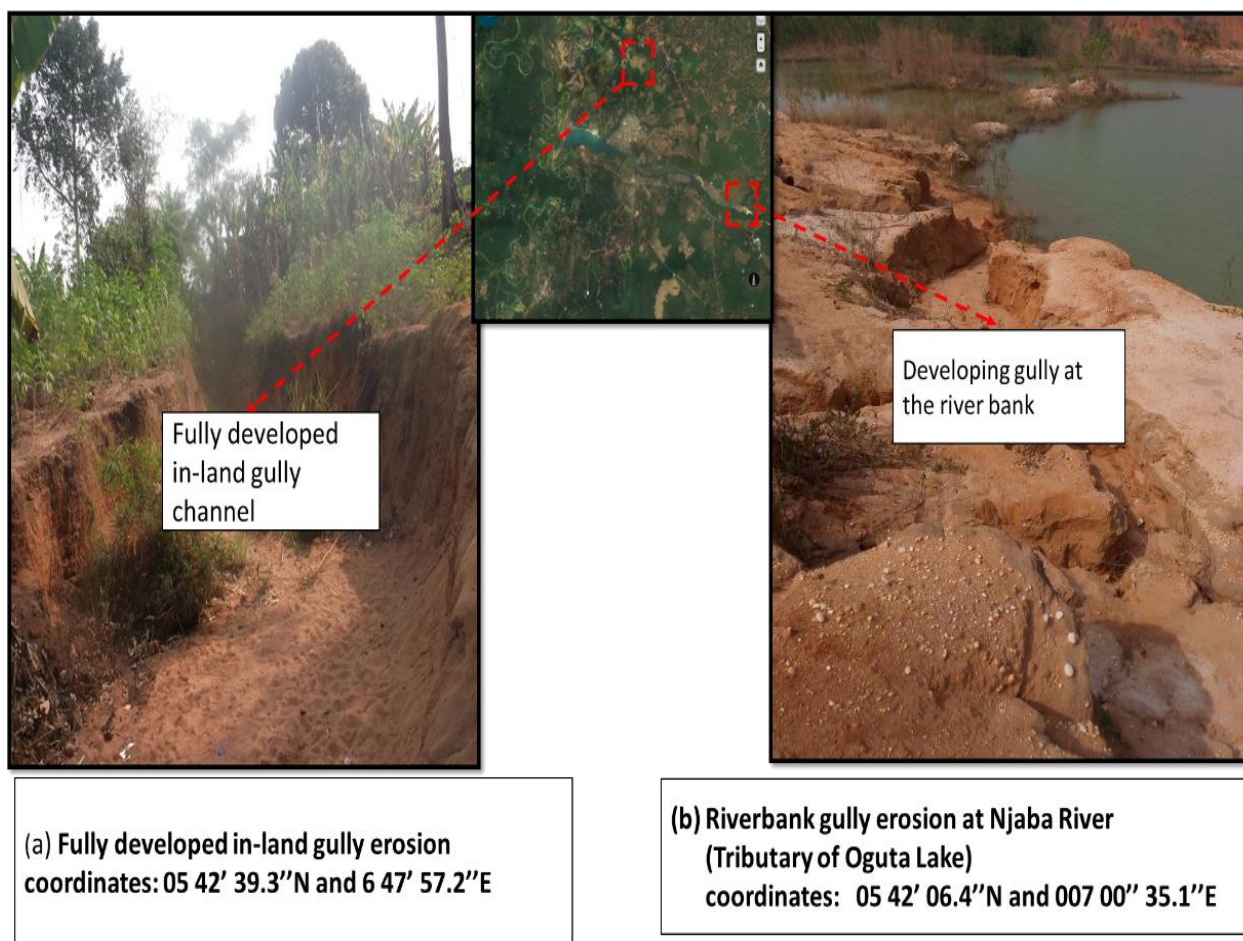 Fully developed
in-land gully
channel
Developing gully at
the river bank
(a) Fully developed in-land gully erosion
coordinates: 05 42’ 39.3’’N and 6 47’ 57.2’’E
(b) Riverbank gully erosion at Njaba River
(Tributary of Oguta Lake)
coordinates: 05 42’ 06.4’’N and 007 00’’ 35.1’’E